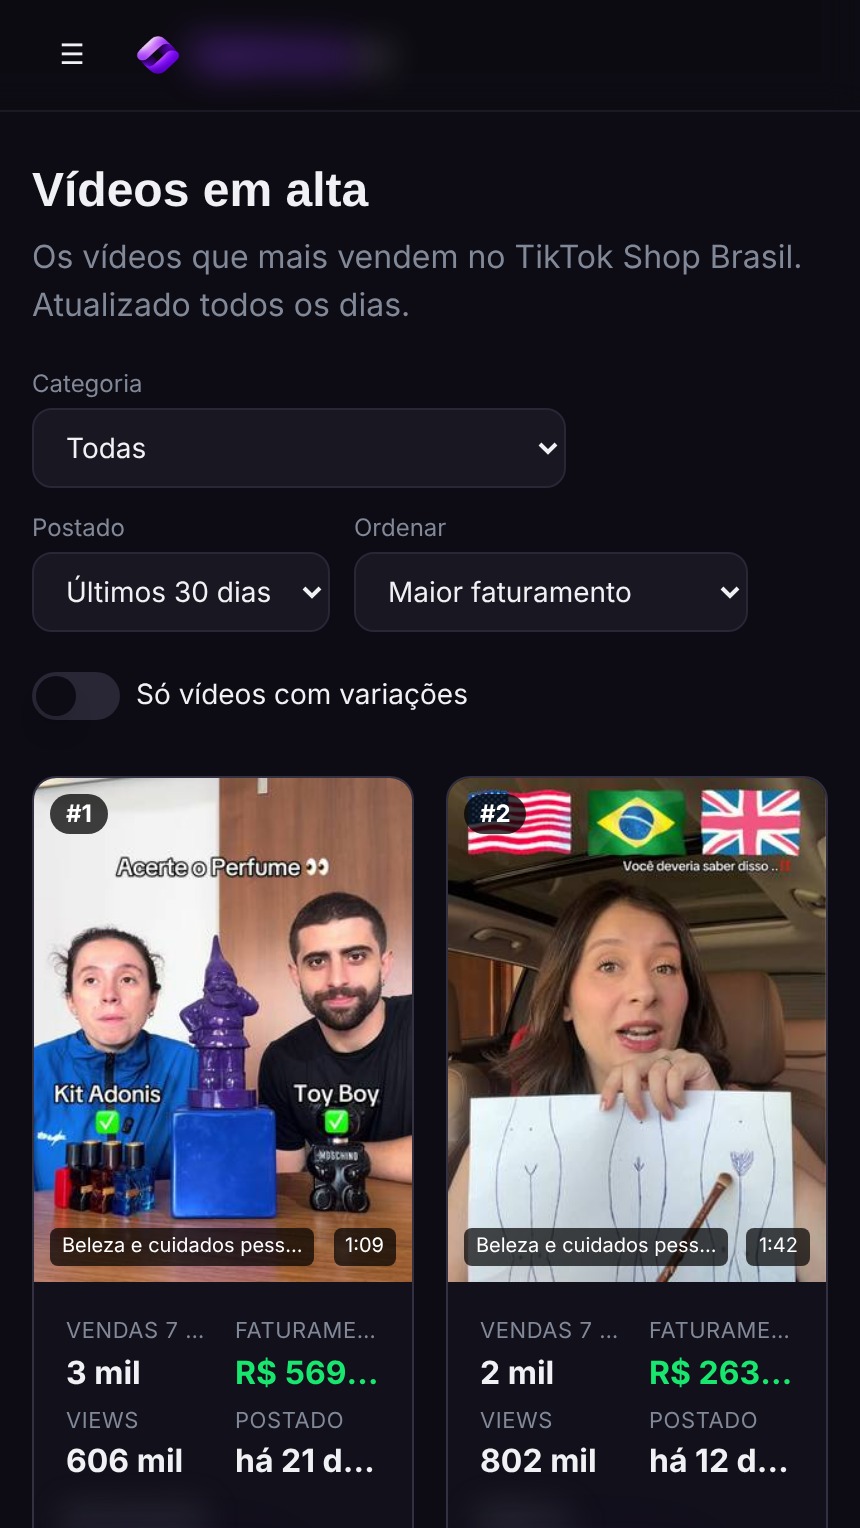 ☰
Vídeos em alta
Os vídeos que mais vendem no TikTok Shop Brasil.
Atualizado todos os dias.
Categoria
Todas
Postado
Ordenar
Últimos 30 dias
Maior faturamento
Só vídeos com variações
#1
Acerte o Perfume 👀
Kit Adonis
✅
Toy Boy
✅
MOSCHINO
Beleza e cuidados pess...
1:09
VENDAS 7 ...
FATURAME...
3 mil
R$ 569...
VIEWS
POSTADO
606 mil
há 21 d...
#2
Você deveria saber disso ..‼️
Beleza e cuidados pess...
1:42
VENDAS 7 ...
FATURAME...
2 mil
R$ 263...
VIEWS
POSTADO
802 mil
há 12 d...